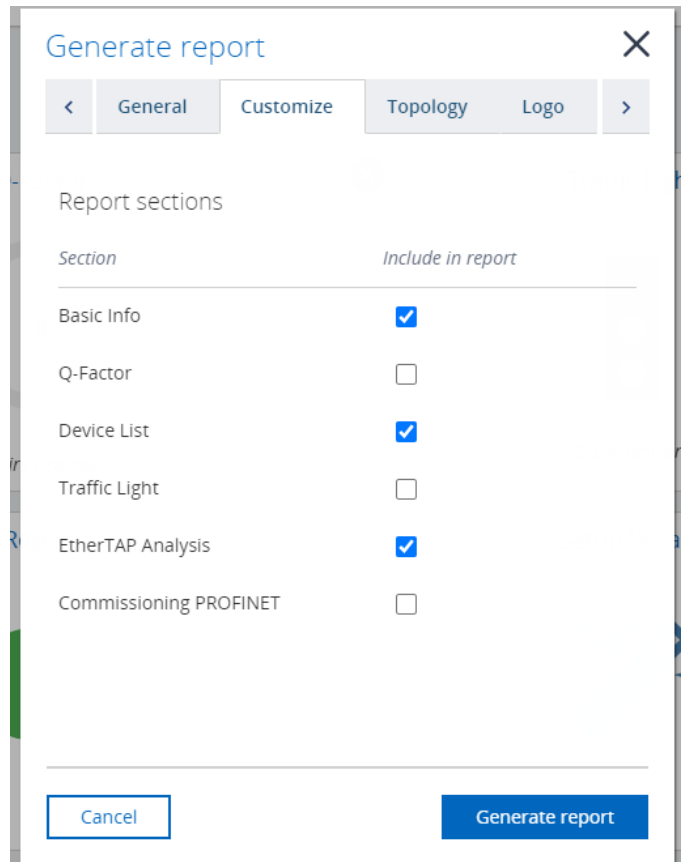 Generate report
General Customize Topology Logo
Report sections
Section Include in report
Basic Info
Q-Factor
Device List
Traffic Light
EtherTAP Analysis
Commissioning PROFINET
Cancel Generate report